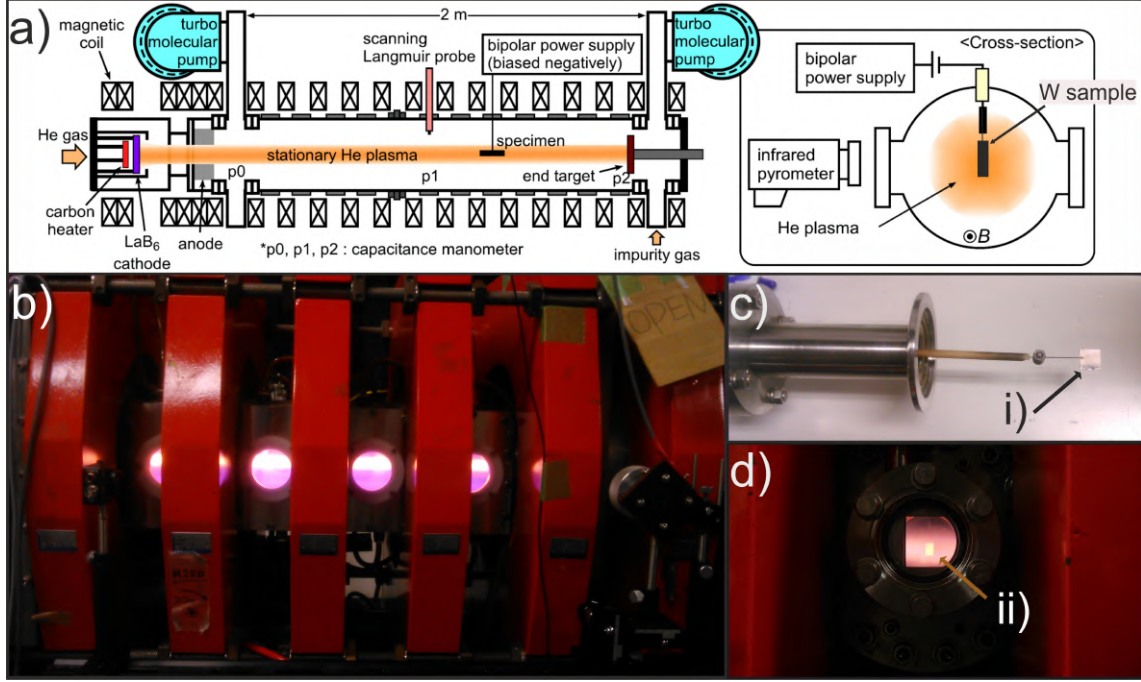 a)
magnetic
coil
turbo
molecular
pump
2 m
scanning
Langmuir probe
bipolar power supply
(biased negatively)
turbo
molecular
pump
He gas
stationary He plasma
specimen
p0
p1
p2
end target
carbon
heater
LaB6
cathode
anode
*p0, p1, p2 : capacitance manometer
impurity gas
<Cross-section>
bipolar
power supply
W sample
infrared
pyrometer
He plasma
B
b)
OPEN
c)
i)
d)
ii)